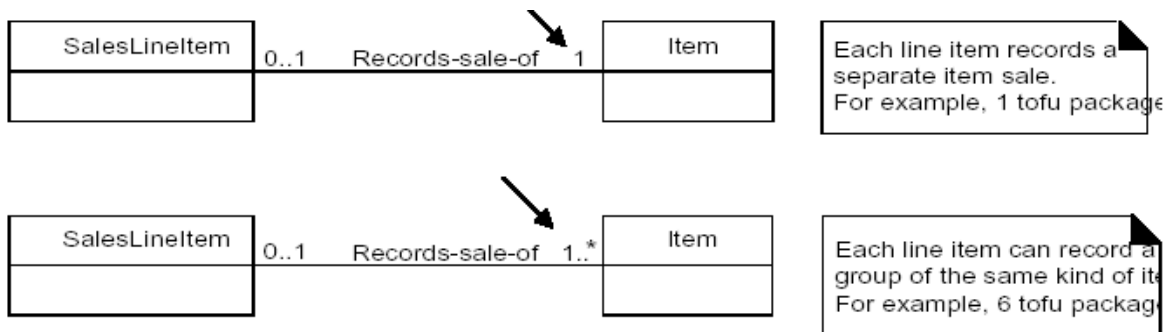 SalesLineItem
0..1 Records-sale-of 1
Item
Each line item records a
separate item sale.
For example, 1 tofu package
SalesLineItem
0..1 Records-sale-of 1..*
Item
Each line item can record a
group of the same kind of
For example, 6 tofu